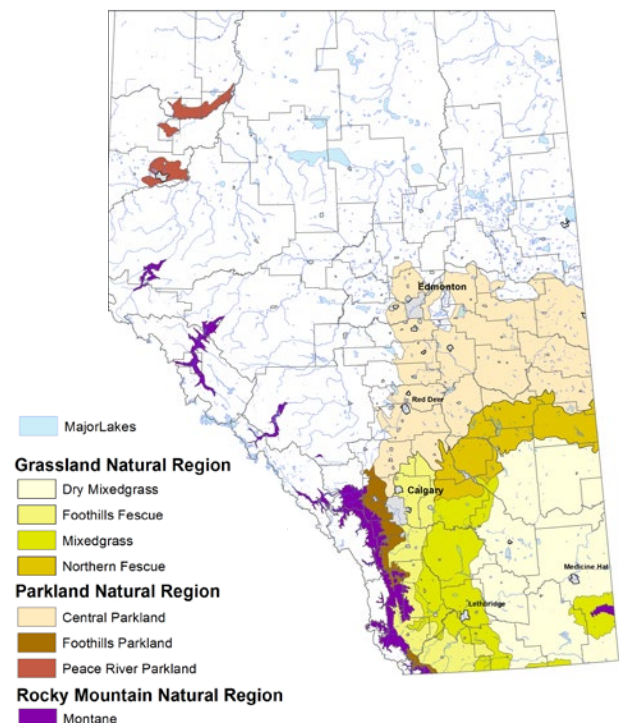 Edmonton
Red Deer
MajorLakes
Grassland Natural Region
Dry Mixedgrass
Calgary
Foothills Fescue
Mixedgrass
Medicine Hat
Northern Fescue
Parkland Natural Region
Lethbridge
Central Parkland
Foothills Parkland
Peace River Parkland
Rocky Mountain Natural Region
Montane